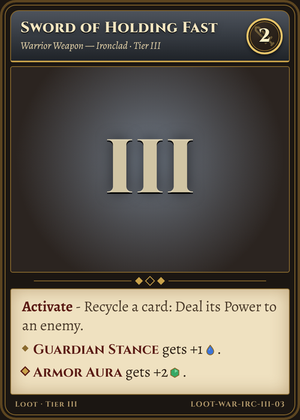 Sword of Holding Fast
Warrior Weapon — Ironclad · Tier III
2
III
Activate - Recycle a card: Deal its Power to
an enemy.
Guardian Stance gets +1 .
Armor Aura gets +2 .
Loot · Tier III
LOOT-WAR-IRC-III-03